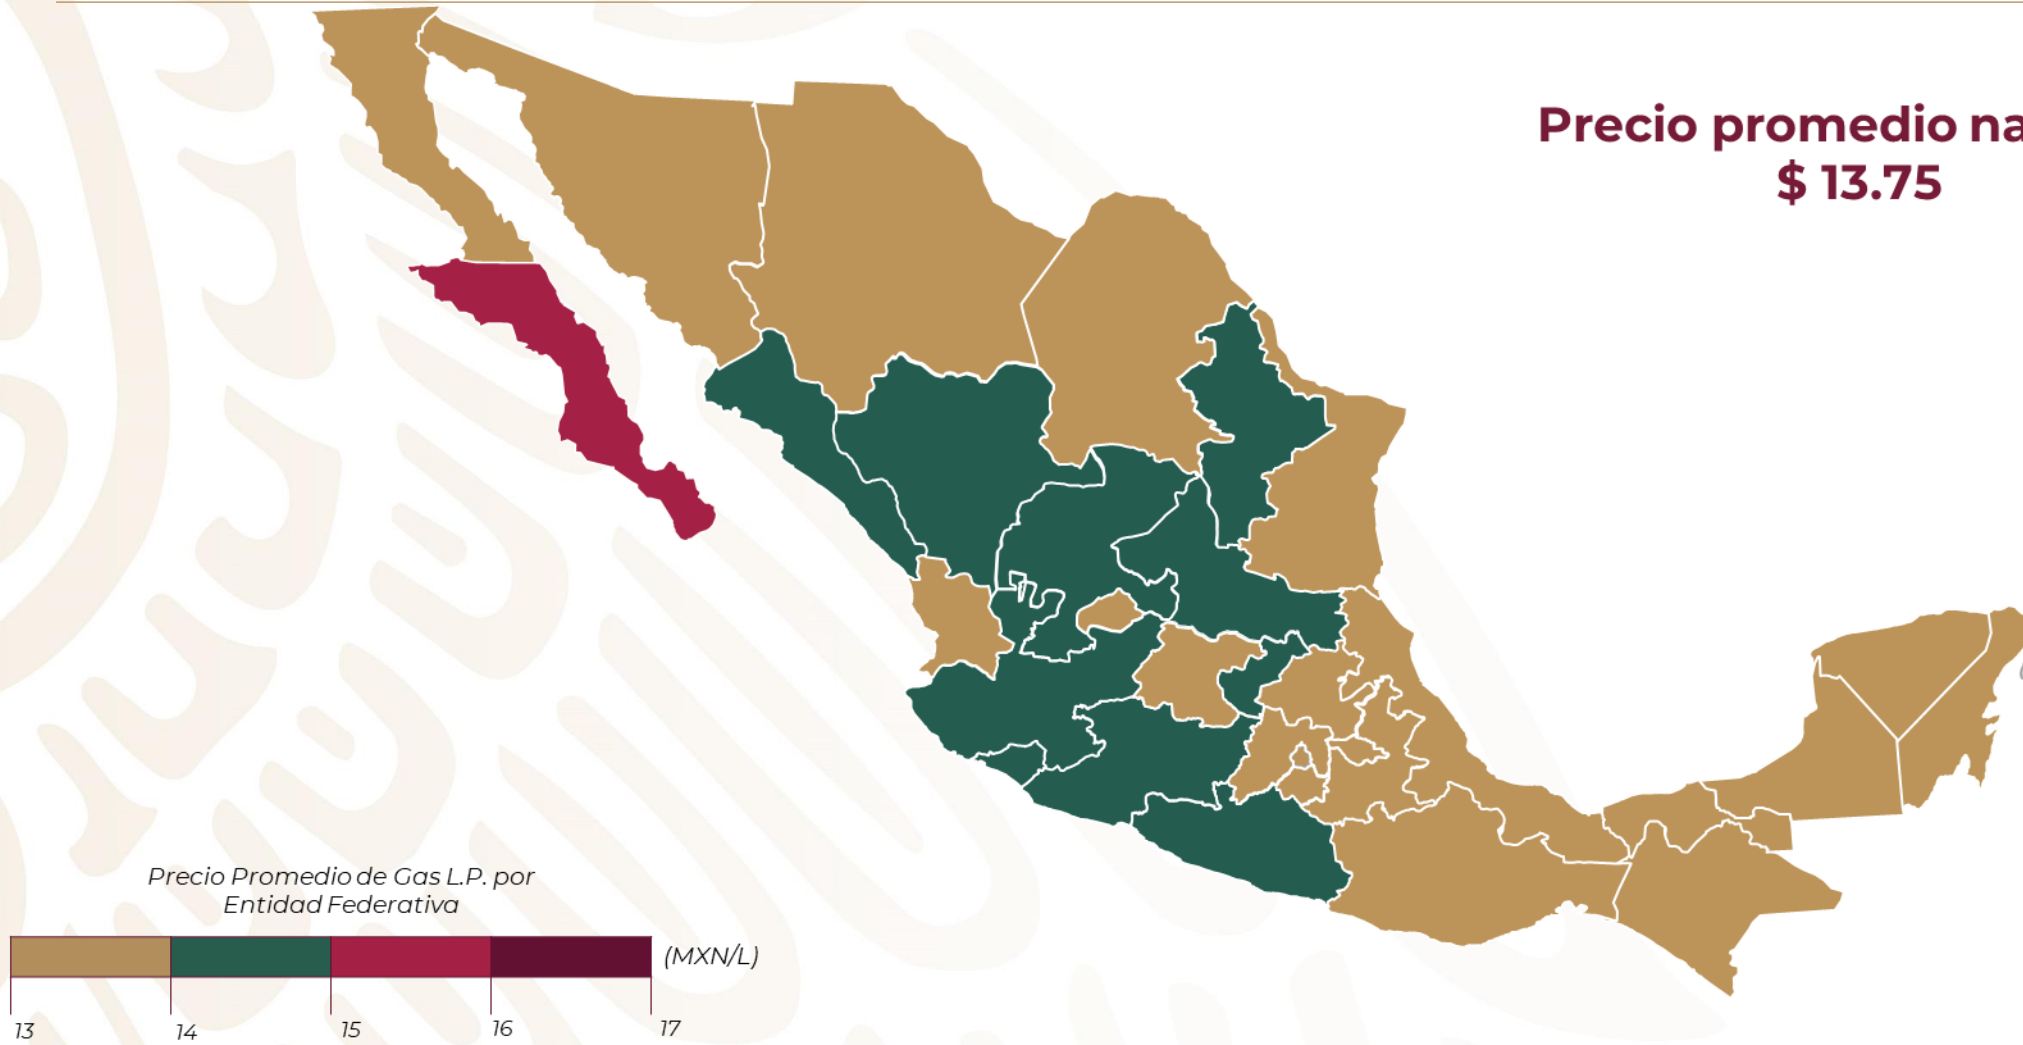 Precio promedio na
$ 13.75
Precio Promedio de Gas L.P. por
Entidad Federativa
(MXN/L)
13 14 15 16 17